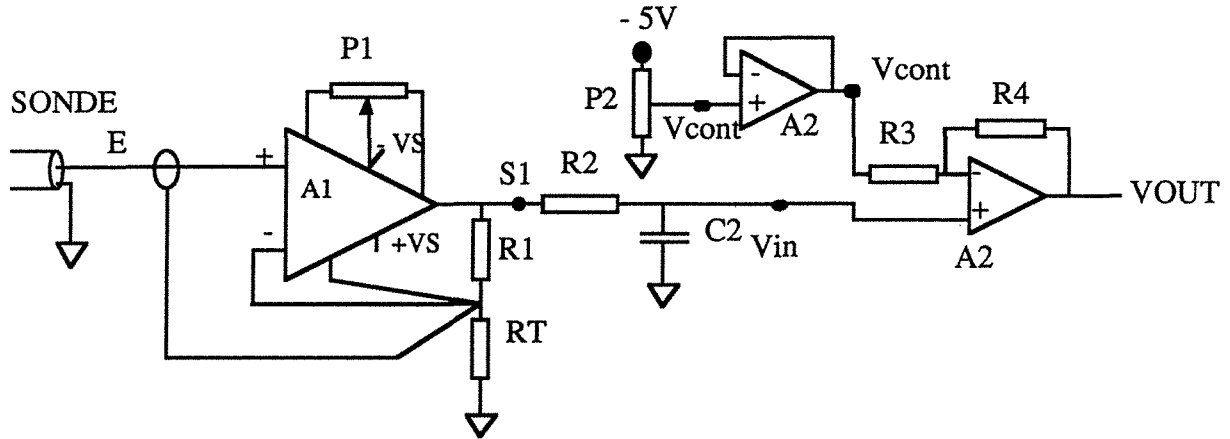 - 5V
P1
P2
Vcont
-
+
A2
Vcont
R4
R3
SONDE
E
+
- VS
A1
S1
R2
-
+
VOUT
-
+VS
R1
C2
Vin
A2
RT